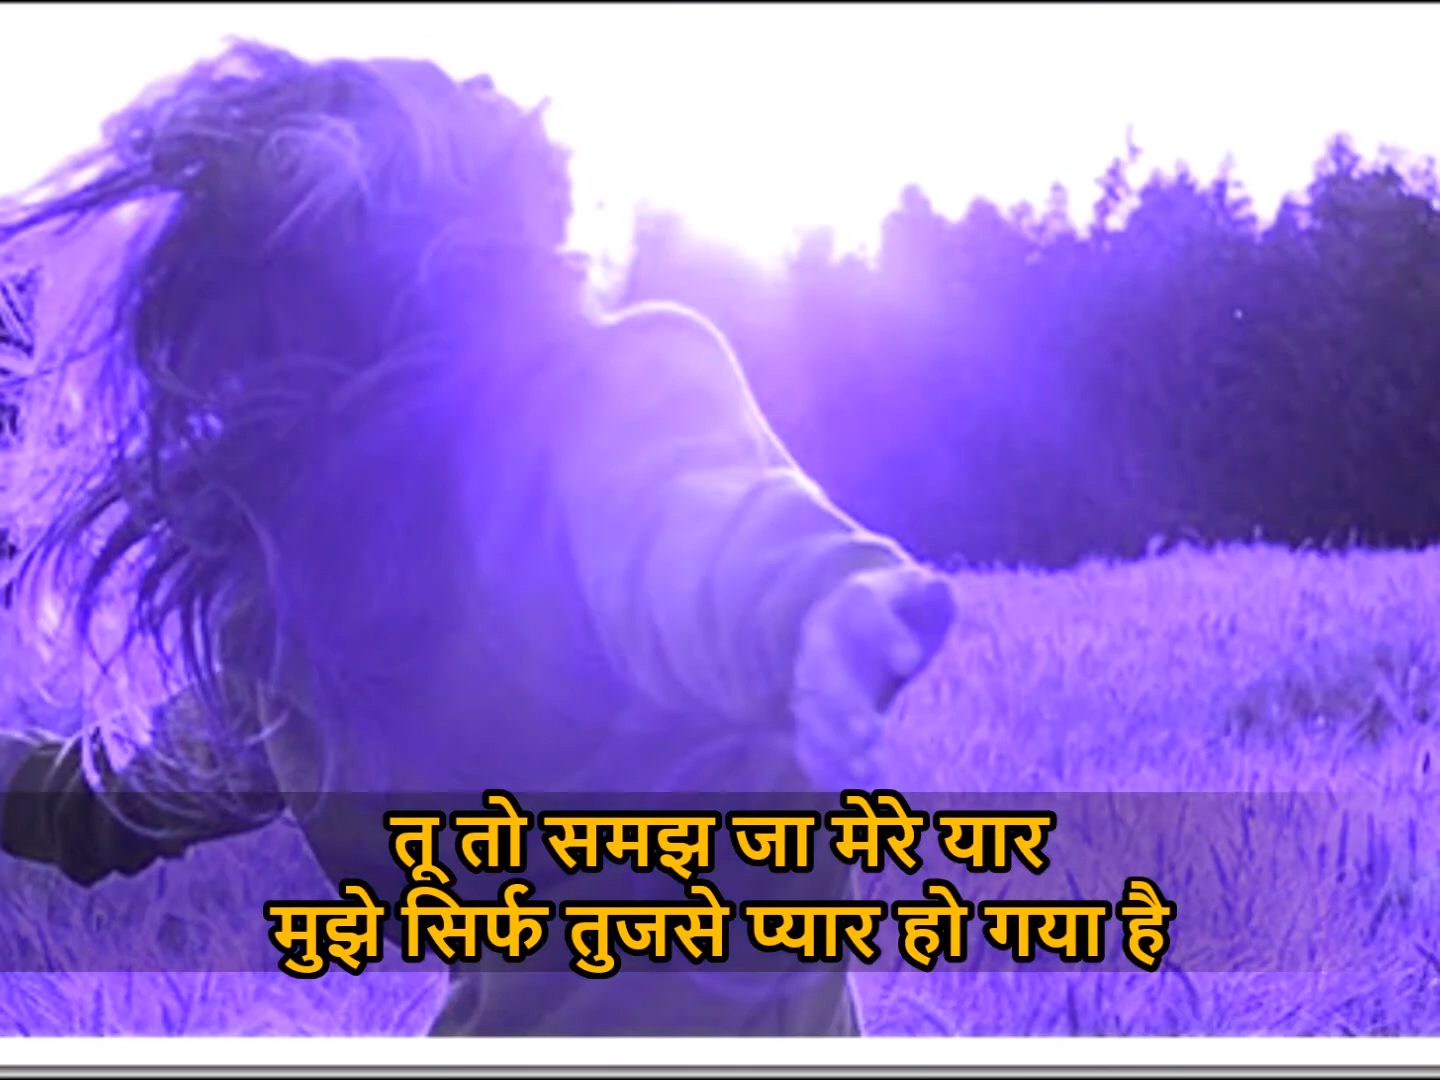 तू तो समझ जा मेरे यार
मुझे सिर्फ तुजसे प्यार हो गया है